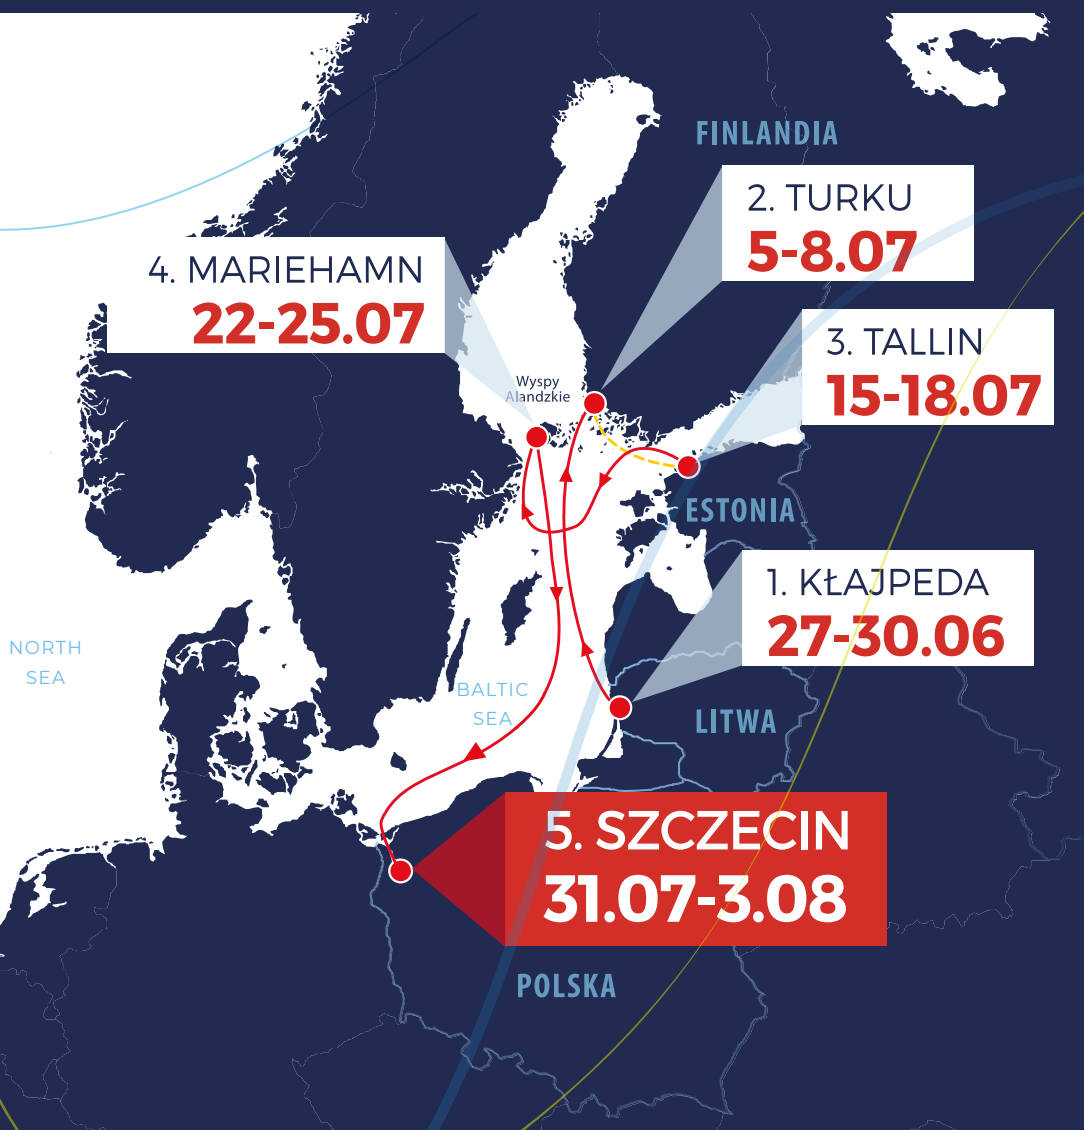 FINLANDIA
2. TURKU
5-8.07
4. MARIEHAMN
22-25.07
3. TALLIN
15-18.07
Wyspy
Alandzkie
ESTONIA
1. KŁAJPEDA
27-30.06
NORTH
SEA
BALTIC
SEA
LITWA
5. SZCZECIN
31.07-3.08
POLSKA